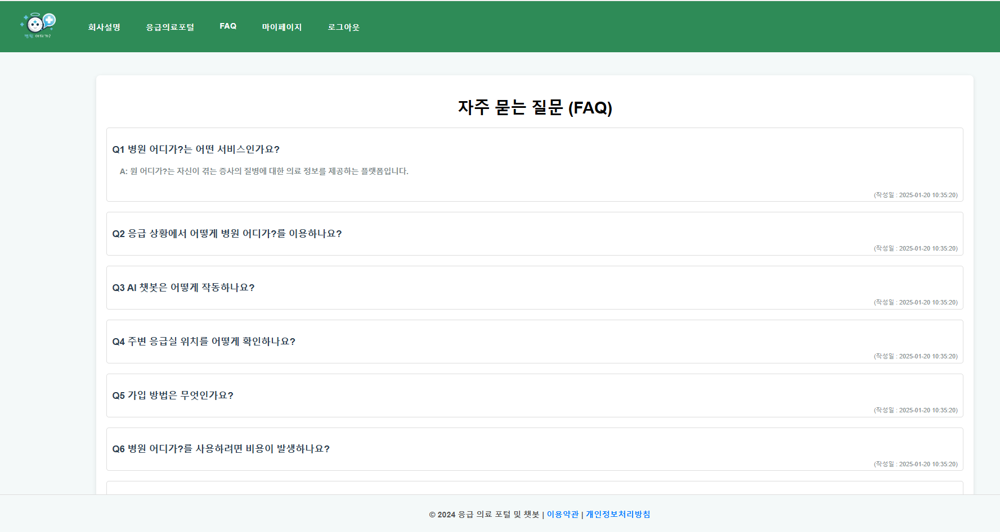 병원 어디가!
회사설명
응급의료포털
FAQ
마이페이지
로그아웃
자주 묻는 질문 (FAQ)
Q1 병원 어디가?는 어떤 서비스인가요?
A: 원 어디가?는 자신이 겪는 증사의 질병에 대한 의료 정보를 제공하는 플랫폼입니다.
(작성일 : 2025-01-20 10:35:20)
Q2 응급 상황에서 어떻게 병원 어디가?를 이용하나요?
(작성일 : 2025-01-20 10:35:20)
Q3 AI 챗봇은 어떻게 작동하나요?
(작성일 : 2025-01-20 10:35:20)
Q4 주변 응급실 위치를 어떻게 확인하나요?
(작성일 : 2025-01-20 10:35:20)
Q5 가입 방법은 무엇인가요?
(작성일 : 2025-01-20 10:35:20)
Q6 병원 어디가?를 사용하려면 비용이 발생하나요?
(작성일 : 2025-01-20 10:35:20)
© 2024 응급 의료 포털 및 챗봇 | 이용약관 | 개인정보처리방침